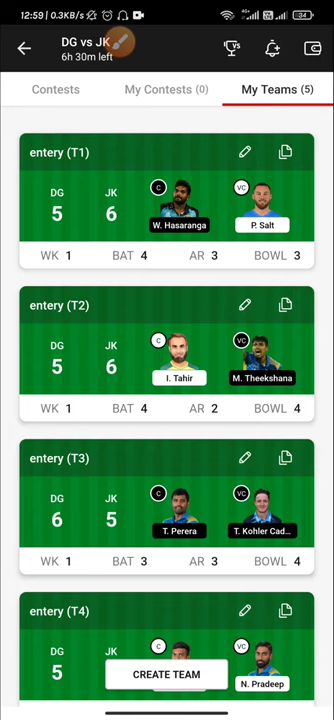 12:59 | 0.3KB/s
34
DG vs JK
6h 30m left
VS
Contests
My Contests (0)
My Teams (5)
entery (T1)
DG
JK
C
VC
5
6
W. Hasaranga
P. Salt
WK 1
BAT 4
AR 3
BOWL 3
entery (T2)
DG
JK
C
VC
5
6
I. Tahir
M. Theekshana
WK 1
BAT 4
AR 2
BOWL 4
entery (T3)
DG
JK
C
VC
6
5
T. Perera
T. Kohler Cad...
WK 1
BAT 3
AR 3
BOWL 4
entery (T4)
DG
JK
C
VC
5
N. Pradeep
CREATE TEAM